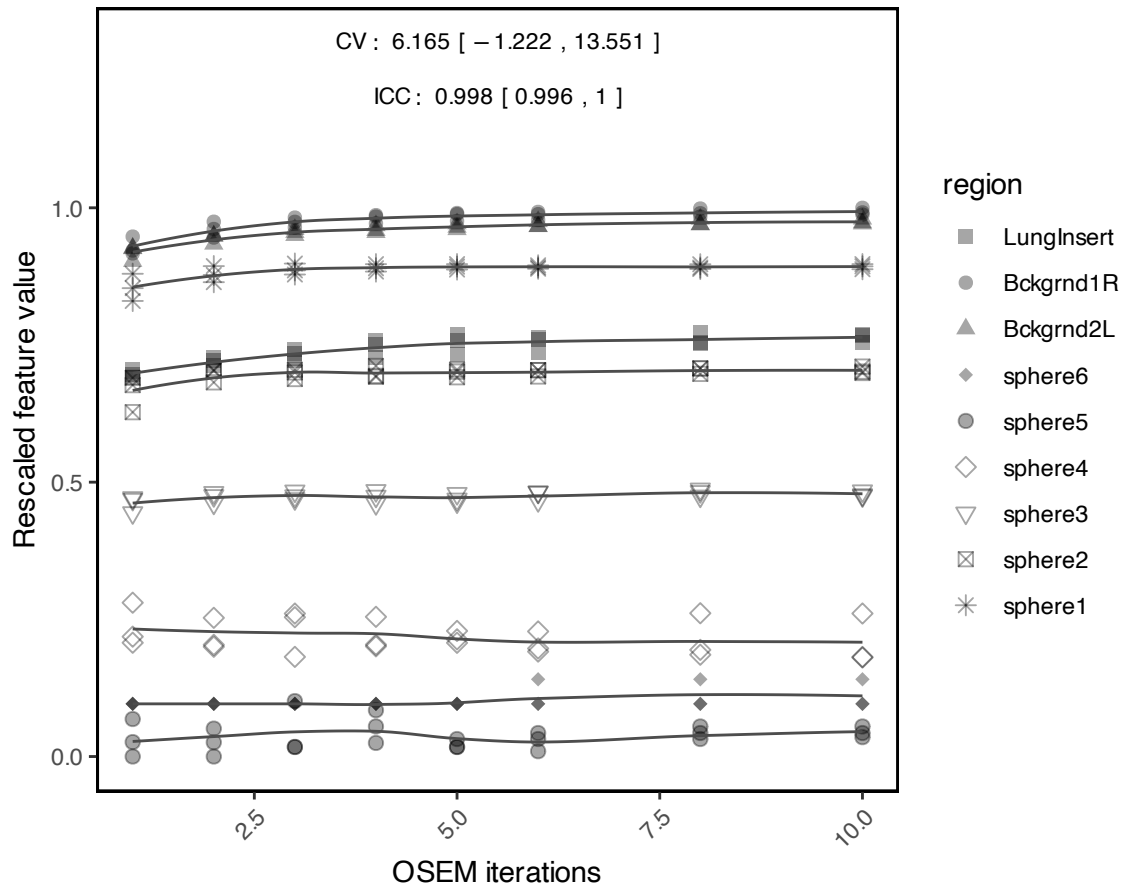 CV : 6.165 [ −1.222 , 13.551 ]
ICC : 0.998 [ 0.996 , 1 ]
1.0
0.5
0.0
Rescaled feature value
2.5
5.0
7.5
10.0
OSEM iterations
region
LungInsert
Bckgrnd1R
Bckgrnd2L
sphere6
sphere5
sphere4
sphere3
sphere2
sphere1